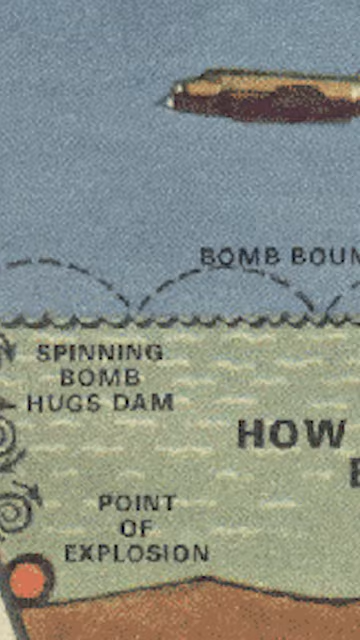 BOMB BOUN
SPINNING
BOMB
HUGS DAM
HOW
POINT
OF
EXPLOSION